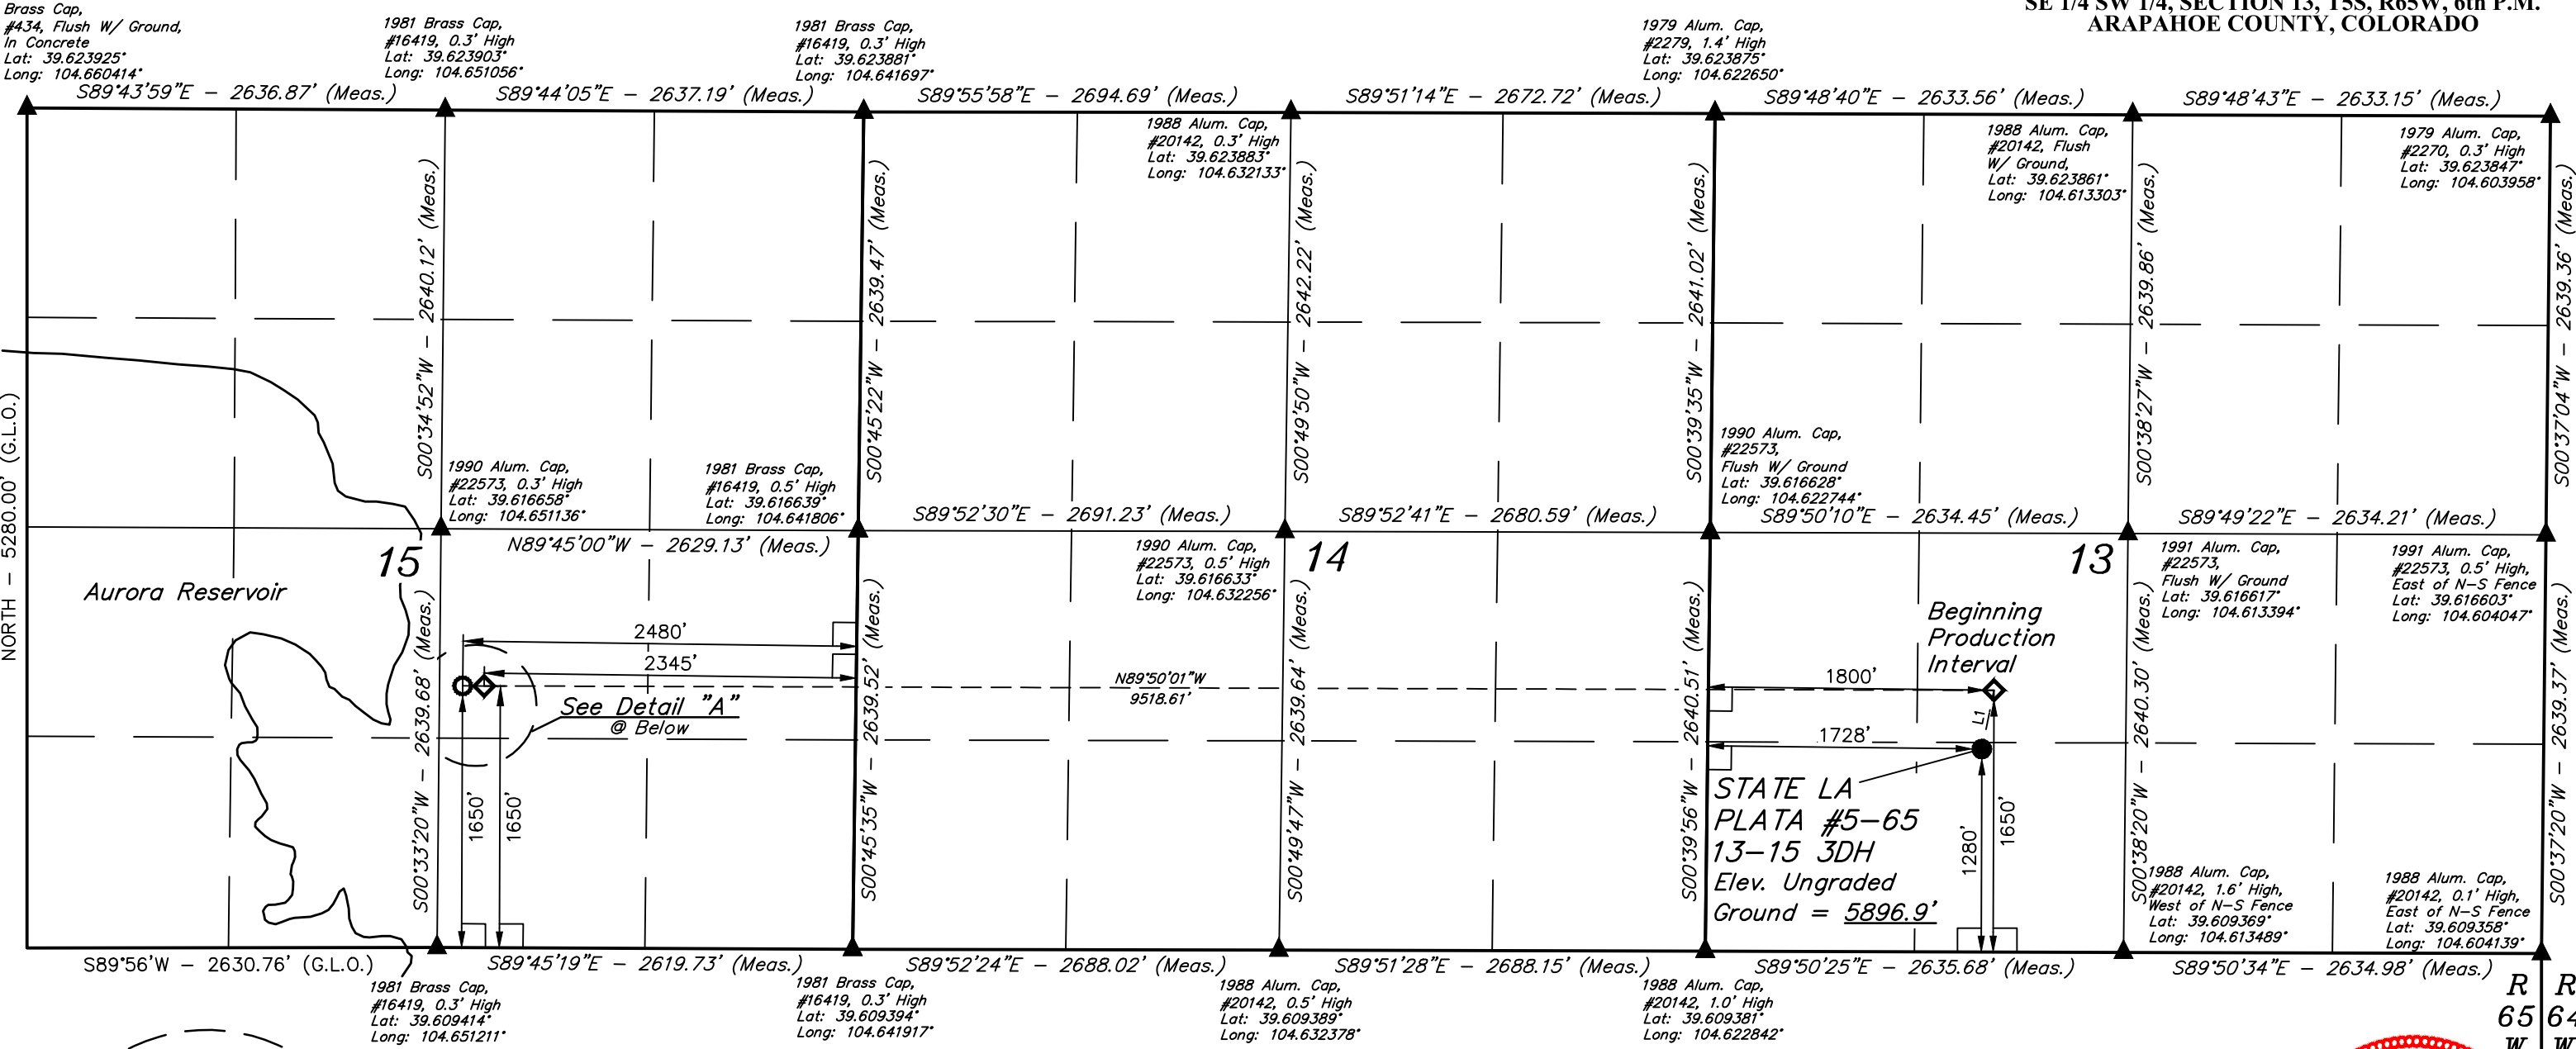 SE 1/4 SW 1/4, SECTION 13, T5S, R65W, 6th P.M.
ARAPAHOE COUNTY, COLORADO
Brass Cap,
#434, Flush W/ Ground,
In Concrete
Lat: 39.623925°
Long: 104.660414°
1981 Brass Cap,
#16419, 0.3' High
Lat: 39.623903°
Long: 104.651056°
1981 Brass Cap,
#16419, 0.3' High
Lat: 39.623881°
Long: 104.641697°
1979 Alum. Cap,
#2279, 1.4' High
Lat: 39.623875°
Long: 104.622650°
S89°43'59"E - 2636.87' (Meas.)
S89°44'05"E - 2637.19' (Meas.)
S89°55'58"E - 2694.69' (Meas.)
S89°51'14"E - 2672.72' (Meas.)
S89°48'40"E - 2633.56' (Meas.)
S89°48'43"E - 2633.15' (Meas.)
1988 Alum. Cap,
#20142, 0.3' High
Lat: 39.623883°
Long: 104.632133°
1988 Alum. Cap,
#20142, Flush
W/ Ground,
Lat: 39.623861°
Long: 104.613303°
1979 Alum. Cap,
#2270, 0.3' High
Lat: 39.623847°
Long: 104.603958°
NORTH - 5280.00' (G.L.O.)
S00°34'52"W - 2640.12' (Meas.)
S00°45'22"W - 2639.47' (Meas.)
S00°49'50"W - 2642.22' (Meas.)
S00°39'35"W - 2641.02' (Meas.)
S00°38'27"W - 2639.86' (Meas.)
S00°37'04"W - 2639.36' (Meas.)
1990 Alum. Cap,
#22573, 0.3' High
Lat: 39.616658°
Long: 104.651136°
1981 Brass Cap,
#16419, 0.5' High
Lat: 39.616639°
Long: 104.641806°
1990 Alum. Cap,
#22573,
Flush W/ Ground
Lat: 39.616628°
Long: 104.622744°
S89°52'30"E - 2691.23' (Meas.)
S89°52'41"E - 2680.59' (Meas.)
S89°50'10"E - 2634.45' (Meas.)
S89°49'22"E - 2634.21' (Meas.)
N89°45'00"W - 2629.13' (Meas.)
15
14
13
1990 Alum. Cap,
#22573, 0.5' High
Lat: 39.616633°
Long: 104.632256°
1991 Alum. Cap,
#22573,
Flush W/ Ground
Lat: 39.616617°
Long: 104.613394°
1991 Alum. Cap,
#22573, 0.5' High,
East of N-S Fence
Lat: 39.616603°
Long: 104.604047°
Aurora Reservoir
2480'
2345'
See Detail "A"
@ Below
1650'
1650'
N89°50'01"W
9518.61'
Beginning
Production
Interval
1800'
L1
1728'
STATE LA
PLATA #5-65
13-15 3DH
Elev. Ungraded
Ground = 5896.9'
1280'
1650'
S00°33'20"W - 2639.68' (Meas.)
S00°45'35"W - 2639.52' (Meas.)
S00°49'47"W - 2639.64' (Meas.)
S00°39'56"W - 2640.51' (Meas.)
S00°38'20"W - 2640.30' (Meas.)
S00°37'20"W - 2639.37' (Meas.)
1988 Alum. Cap,
#20142, 1.6' High,
West of N-S Fence
Lat: 39.609369°
Long: 104.613489°
1988 Alum. Cap,
#20142, 0.1' High,
East of N-S Fence
Lat: 39.609358°
Long: 104.604139°
S89°56'W - 2630.76' (G.L.O.)
S89°45'19"E - 2619.73' (Meas.)
S89°52'24"E - 2688.02' (Meas.)
S89°51'28"E - 2688.15' (Meas.)
S89°50'25"E - 2635.68' (Meas.)
S89°50'34"E - 2634.98' (Meas.)
1981 Brass Cap,
#16419, 0.3' High
Lat: 39.609414°
Long: 104.651211°
1981 Brass Cap,
#16419, 0.3' High
Lat: 39.609394°
Long: 104.641917°
1988 Alum. Cap,
#20142, 0.5' High
Lat: 39.609389°
Long: 104.632378°
1988 Alum. Cap,
#20142, 1.0' High
Lat: 39.609381°
Long: 104.622842°
R R
65 64
W W